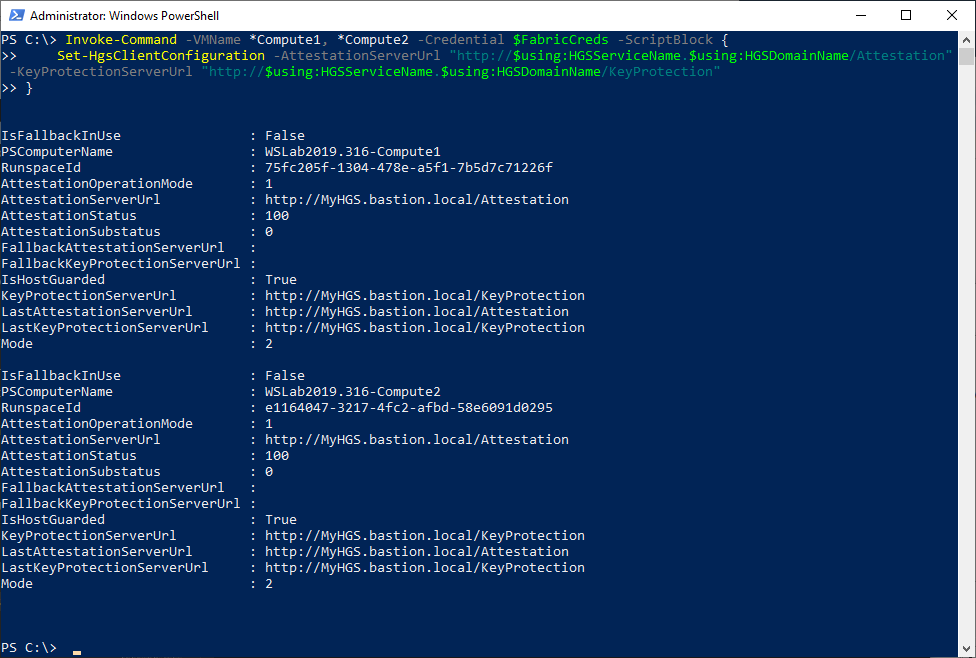 Administrator: Windows PowerShell
PS C:\> Invoke-Command -VMName *Compute1, *Compute2 -Credential $FabricCreds -ScriptBlock {
>>     Set-HgsClientConfiguration -AttestationServerUrl "http://$using:HGSServiceName.$using:HGSDomainName/Attestation"
 -KeyProtectionServerUrl "http://$using:HGSServiceName.$using:HGSDomainName/KeyProtection"
>> }
IsFallbackInUse                : False
PSComputerName                 : WSLab2019.316-Compute1
RunspaceId                     : 75fc205f-1304-478e-a5f1-7b5d7c71226f
AttestationOperationMode       : 1
AttestationServerUrl           : http://MyHGS.bastion.local/Attestation
AttestationStatus              : 100
AttestationSubstatus           : 0
FallbackAttestationServerUrl   :
FallbackKeyProtectionServerUrl :
IsHostGuarded                  : True
KeyProtectionServerUrl         : http://MyHGS.bastion.local/KeyProtection
LastAttestationServerUrl       : http://MyHGS.bastion.local/Attestation
LastKeyProtectionServerUrl     : http://MyHGS.bastion.local/KeyProtection
Mode                           : 2
IsFallbackInUse                : False
PSComputerName                 : WSLab2019.316-Compute2
RunspaceId                     : e1164047-3217-4fc2-afbd-58e6091d0295
AttestationOperationMode       : 1
AttestationServerUrl           : http://MyHGS.bastion.local/Attestation
AttestationStatus              : 100
AttestationSubstatus           : 0
FallbackAttestationServerUrl   :
FallbackKeyProtectionServerUrl :
IsHostGuarded                  : True
KeyProtectionServerUrl         : http://MyHGS.bastion.local/KeyProtection
LastAttestationServerUrl       : http://MyHGS.bastion.local/Attestation
LastKeyProtectionServerUrl     : http://MyHGS.bastion.local/KeyProtection
Mode                           : 2
PS C:\>